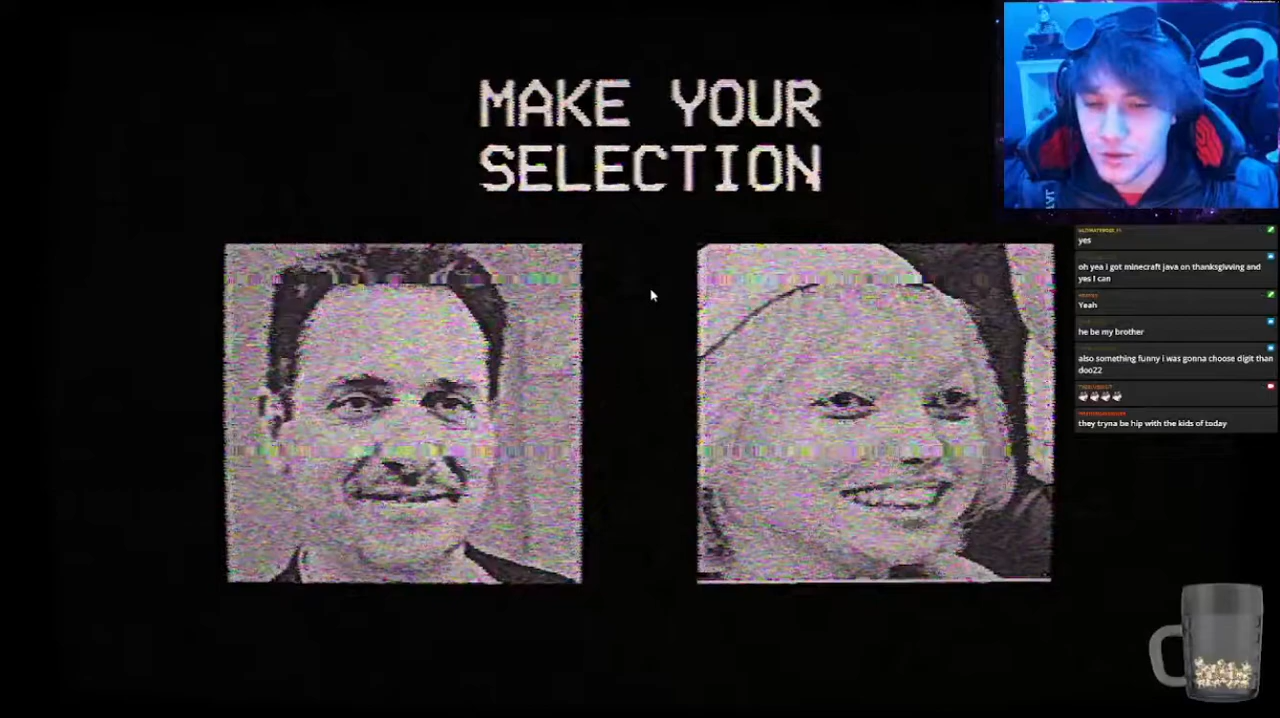 MAKE YOUR
SELECTION
yes
oh yea i got minecraft java on thanksgivving and
yes I can
Yeah
he be my brother
also something funny i was gonna choose digit than
doo22
they tryna be hip with the kids of today